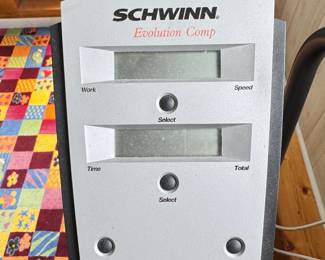 SCHWINN®
Evolution Comp
Work Speed
Select
Time Total
Select